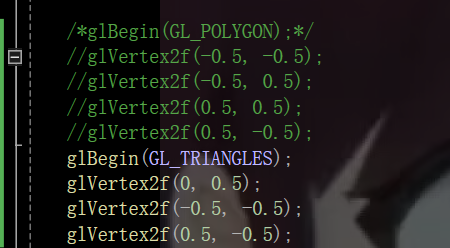 /*glBegin(GL_POLYGON);*/
//glVertex2f(-0.5, -0.5);
//glVertex2f(-0.5, 0.5);
//glVertex2f(0.5, 0.5);
//glVertex2f(0.5, -0.5);
glBegin(GL_TRIANGLES);
glVertex2f(0, 0.5);
glVertex2f(-0.5, -0.5);
glVertex2f(0.5, -0.5);